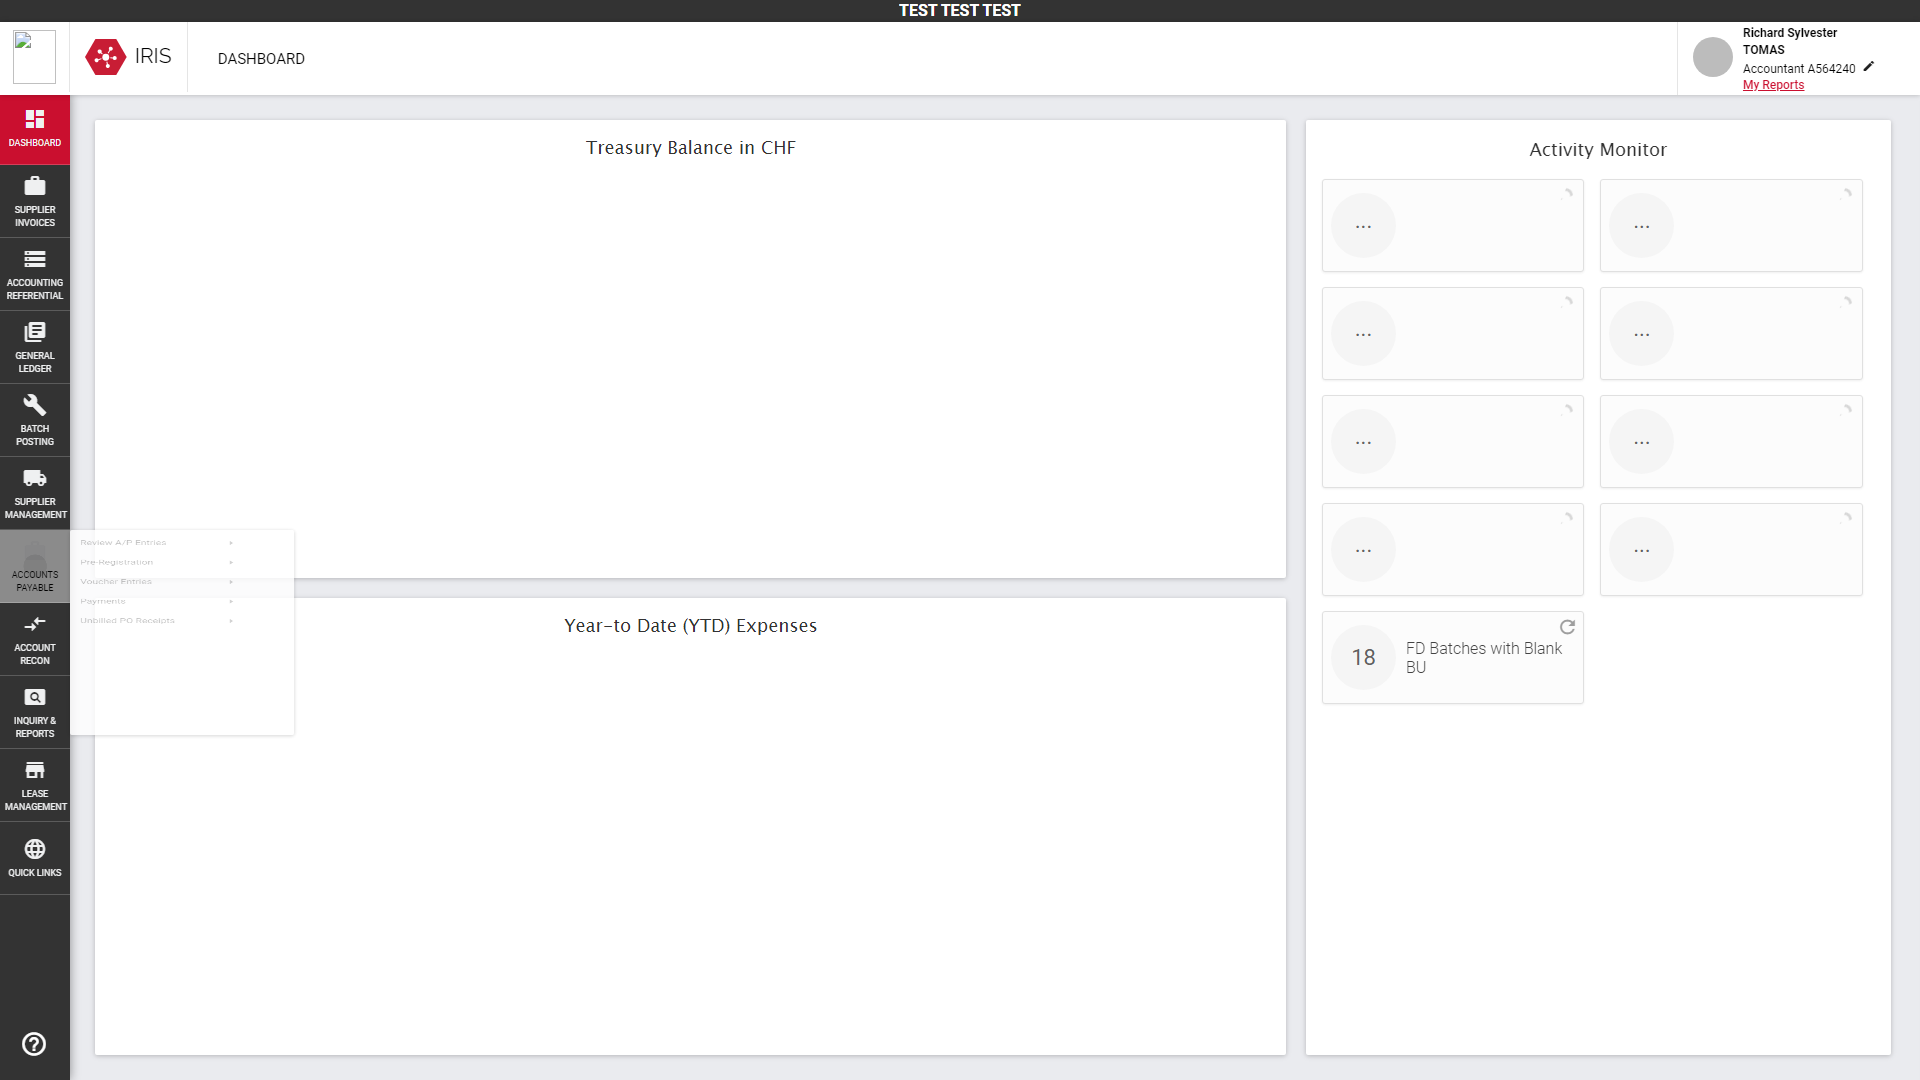 TEST TEST TEST
IRIS
DASHBOARD
Richard Sylvester
TOMAS
Accountant A564240
My Reports
DASHBOARD
SUPPLIER
INVOICES
ACCOUNTING
REFERENTIAL
GENERAL
LEDGER
BATCH
POSTING
SUPPLIER
MANAGEMENT
ACCOUNTS
PAYABLE
ACCOUNT
RECON
INQUIRY &
REPORTS
LEASE
MANAGEMENT
QUICK LINKS
Review A/P Entries
Pre-Registration
Voucher Entries
Payments
Unbilled PO Receipts
Treasury Balance in CHF
Year-to Date (YTD) Expenses
Activity Monitor
... ...
... ...
... ...
... ...
18 FD Batches with Blank
BU